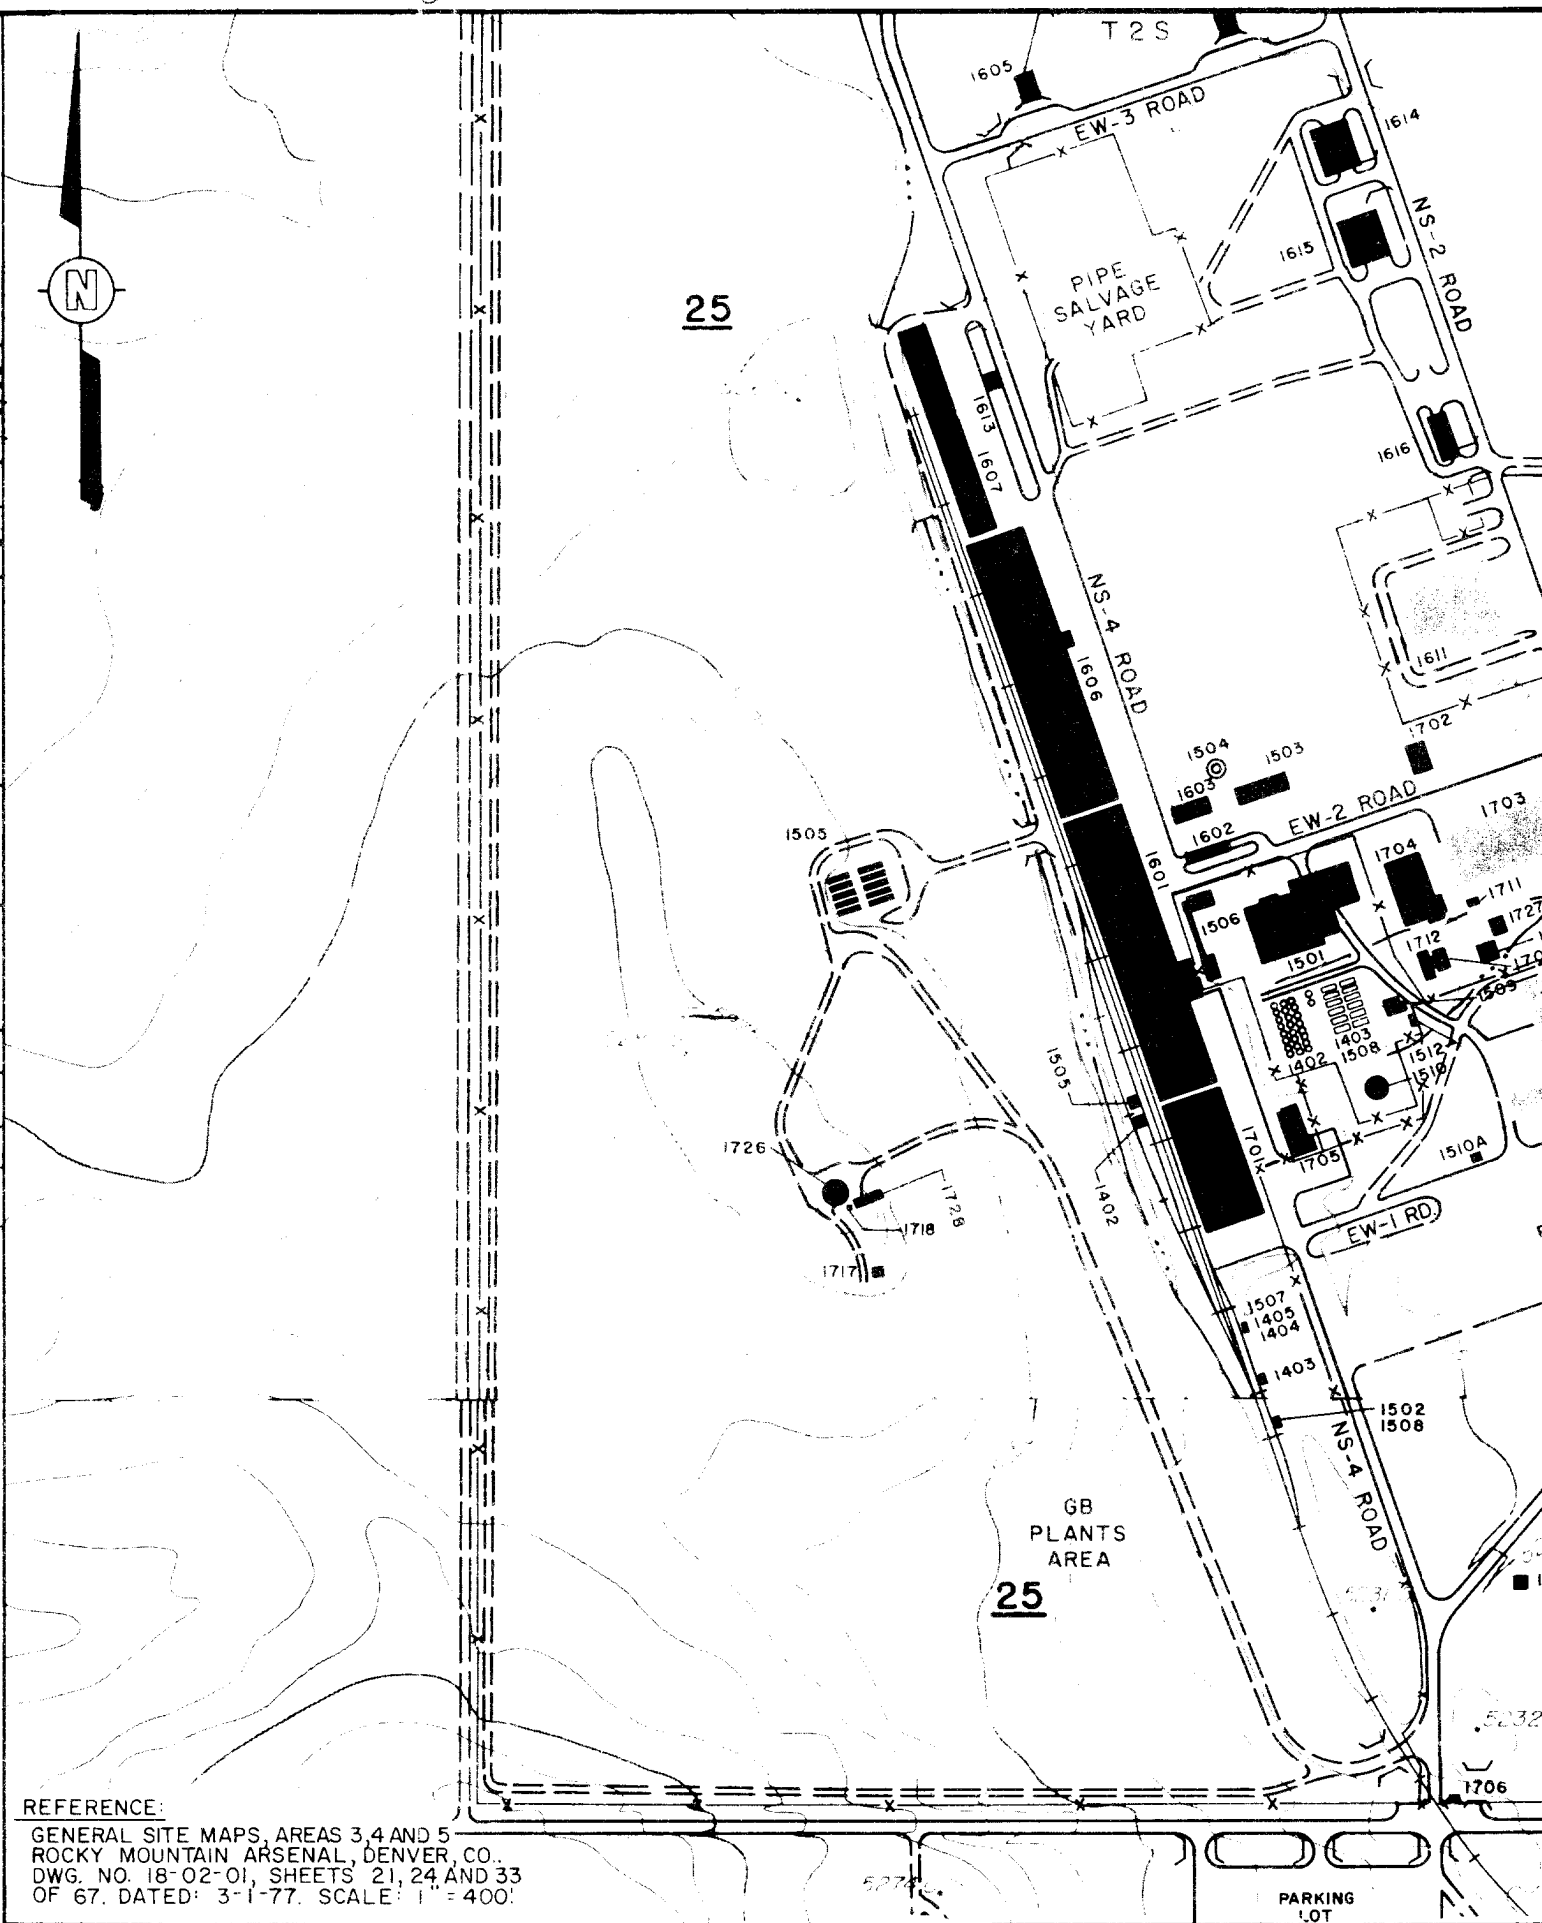 T 2 S
1605
EW-3 ROAD
1614
N
NS-2 ROAD
1615
25
PIPE
SALVAGE
YARD
1613
1607
1616
NS-4 ROAD
1606
1611
1702
1504
1503
1603
EW-2 ROAD
1703
1602
1505
1601
1704
1711
1727
1506
1712
1501
1509
1403
1508
1402
1512
1510
1505
1701
1705
1510A
1726
1402
1728
1718
EW-1 RD.
1717
1507
1405
1404
1403
1502
1508
NS-4 ROAD
GB
PLANTS
AREA
25
5232
1706
REFERENCE:
GENERAL SITE MAPS, AREAS 3,4 AND 5
ROCKY MOUNTAIN ARSENAL, DENVER, CO.
DWG. NO. 18-02-01, SHEETS 21, 24 AND 33
OF 67. DATED: 3-1-77. SCALE: 1" = 400'
5274
PARKING
LOT